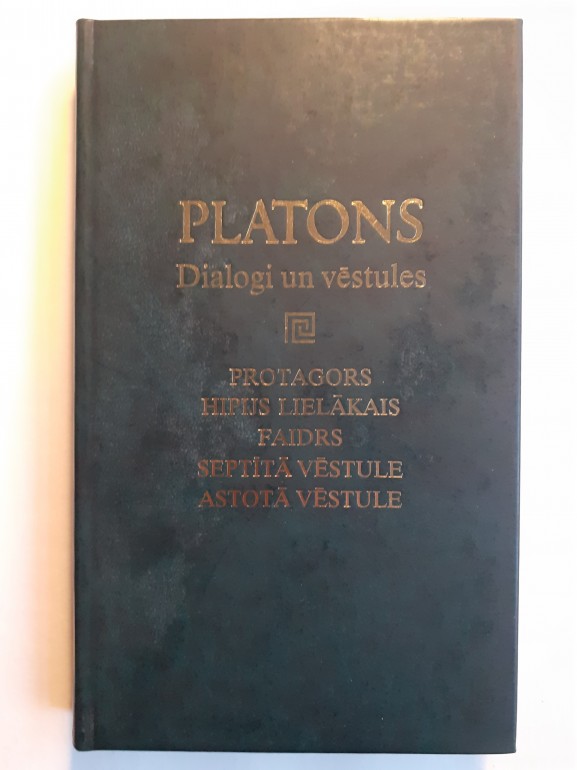 PLATONS
Dialogi un vēstules
PROTAGORS
HIPIJS LIELĀKAIS
FAIDRS
SEPTĪTĀ VĒSTULE
ASTOTĀ VĒSTULE